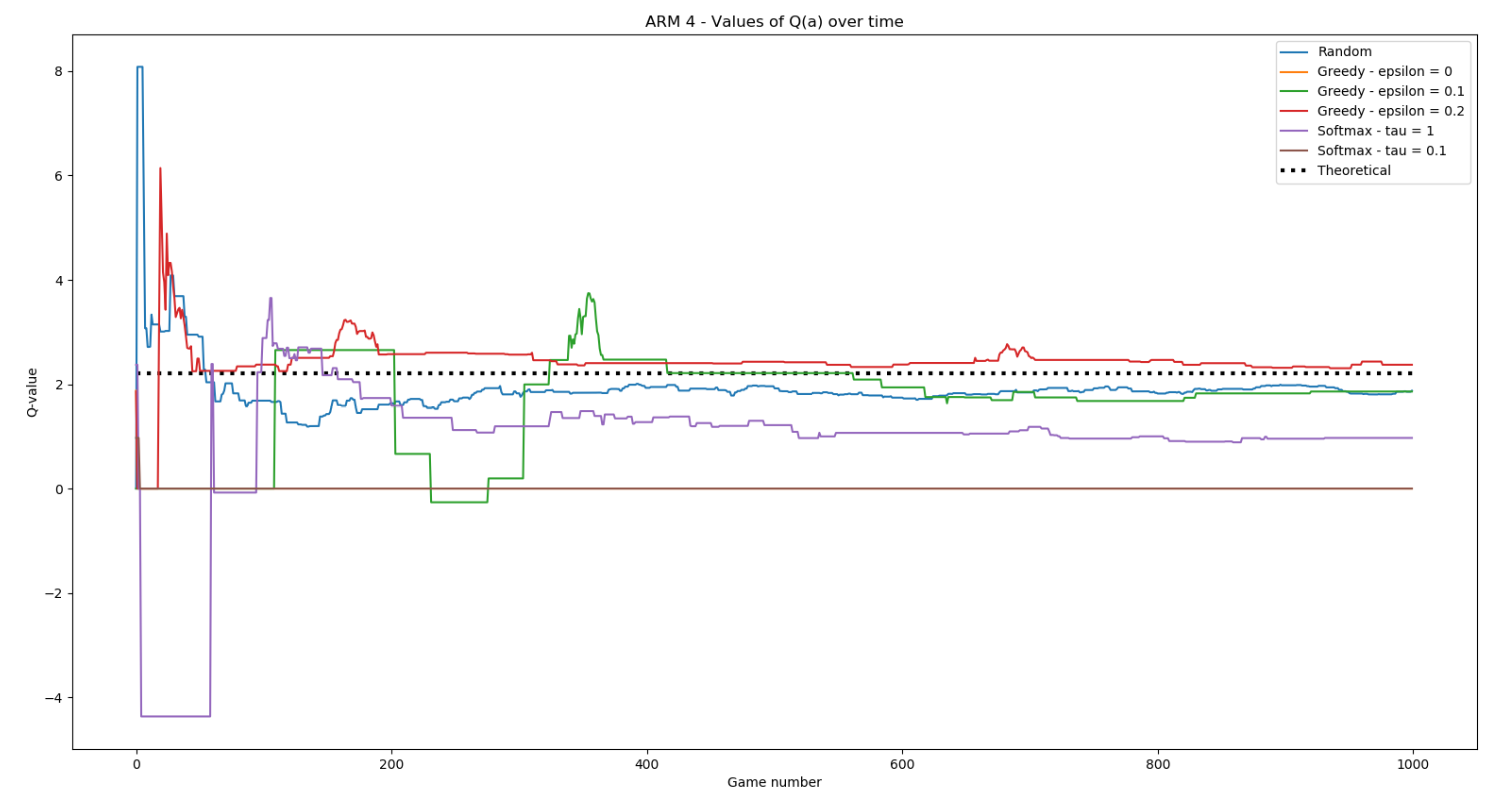 ARM 4 - Values of Q(a) over time
Random
Greedy - epsilon = 0
Greedy - epsilon = 0.1
Greedy - epsilon = 0.2
Softmax - tau = 1
Softmax - tau = 0.1
Theoretical
8
6
4
2
0
−2
−4
Q-value
0 200 400 600 800 1000
Game number